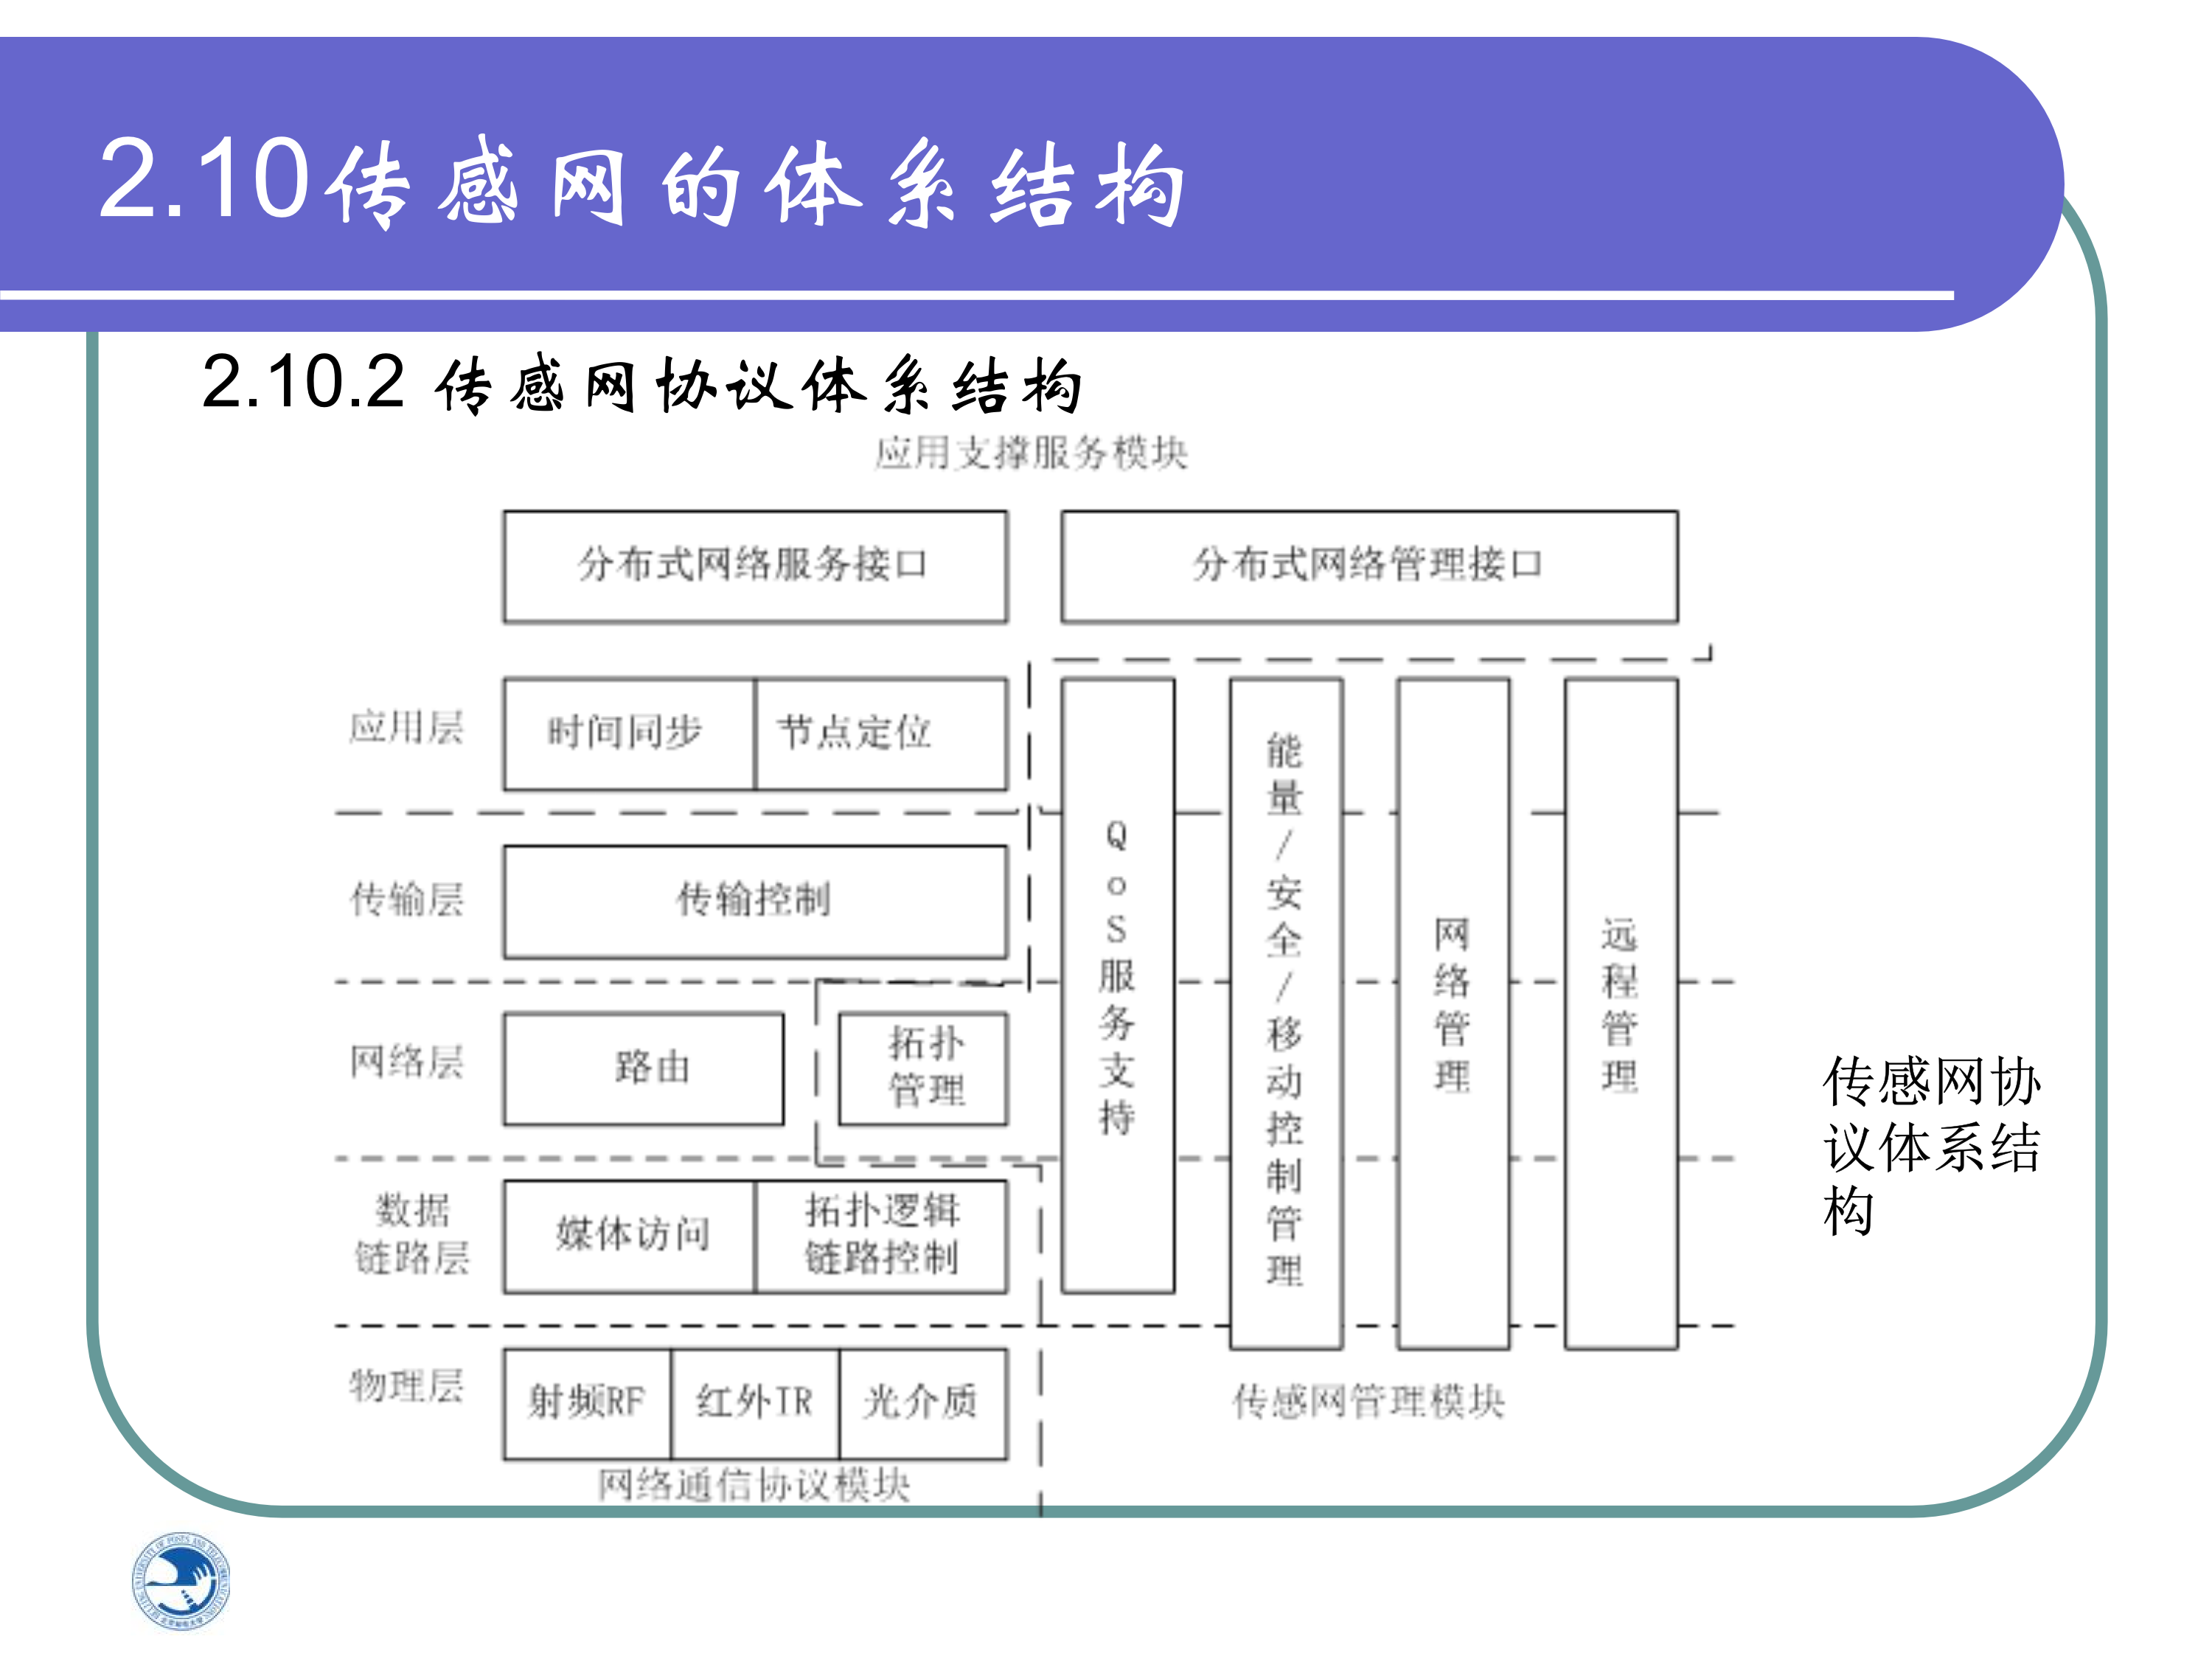 2.10传感网的体系结构
2.10.2 传感网协议体系结构
应用支撑服务模块
分布式网络服务接口
分布式网络管理接口
应用层
时间同步
节点定位
传输层
传输控制
网络层
路由
拓扑
管理
数据
链路层
媒体访问
拓扑逻辑
链路控制
物理层
射频RF
红外IR
光介质
网络通信协议模块
QoS服务支持
能量/安全/移动控制管理
网络管理
远程管理
传感网管理模块
传感网协
议体系结
构